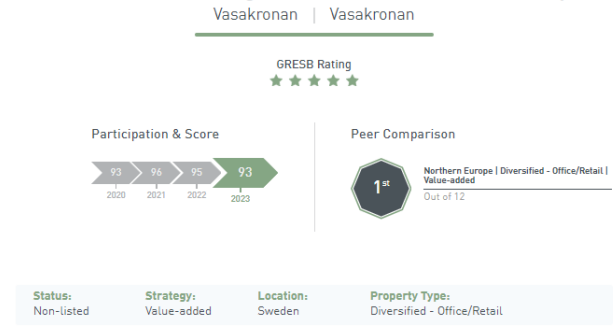 Vasakronan | Vasakronan
GRESB Rating
Participation & Score
93 96 95 93
2020 2021 2022 2023
Peer Comparison
1st
Northern Europe | Diversified - Office/Retail |
Value-added
Out of 12
Status: Strategy: Location: Property Type:
Non-listed Value-added Sweden Diversified - Office/Retail